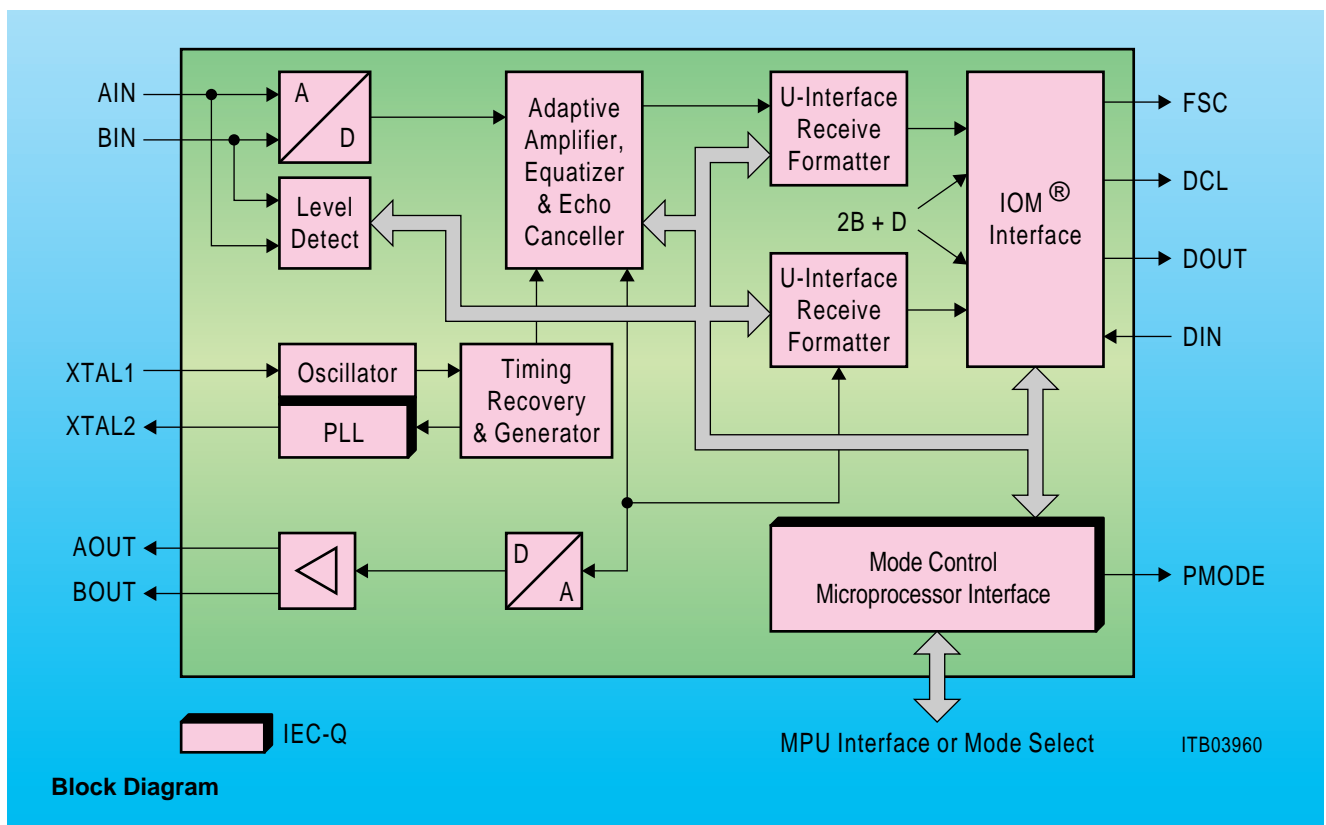 AIN
BIN
A
D
Level
Detect
Adaptive
Amplifier,
Equatizer
& Echo
Canceller
U-Interface
Receive
Formatter
2B + D
U-Interface
Receive
Formatter
IOM ®
Interface
FSC
DCL
DOUT
DIN
XTAL1
XTAL2
Oscillator
PLL
Timing
Recovery
& Generator
AOUT
BOUT
D
A
Mode Control
Microprocessor Interface
PMODE
IEC-Q
MPU Interface or Mode Select
ITB03960
Block Diagram